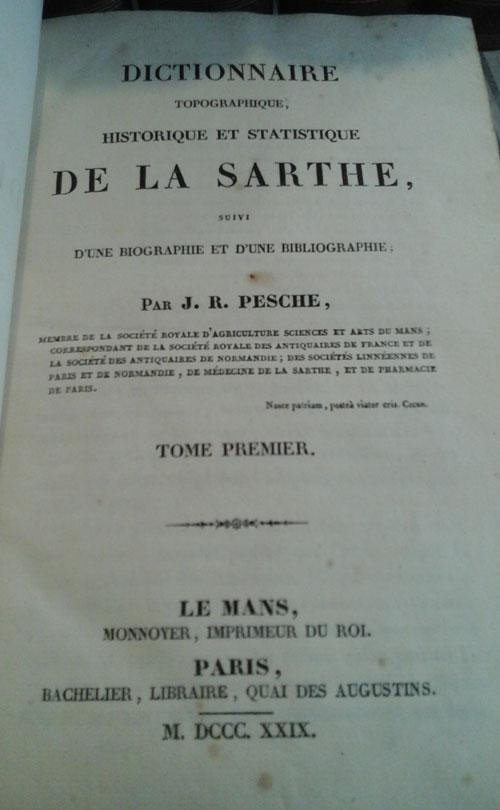 DICTIONNAIRE
TOPOGRAPHIQUE,
HISTORIQUE ET STATISTIQUE
DE LA SARTHE,
SUIVI
D'UNE BIOGRAPHIE ET D'UNE BIBLIOGRAPHIE;
PAR J. R. PESCHE,
MEMBRE DE LA SOCIÉTÉ ROYALE D'AGRICULTURE SCIENCES ET ARTS DU MANS ;
CORRESPONDANT DE LA SOCIÉTÉ ROYALE DES ANTIQUAIRES DE FRANCE ET DE
LA SOCIÉTÉ DES ANTIQUAIRES DE NORMANDIE ; DES SOCIÉTÉS LINNÉENNES DE
PARIS ET DE NORMANDIE, DE MÉDECINE DE LA SARTHE, ET DE PHARMACIE
DE PARIS.
Nosce patriam, posteà viator eris. CICER.
TOME PREMIER.
LE MANS,
MONNOYER, IMPRIMEUR DU ROI.
PARIS,
BACHELIER, LIBRAIRE, QUAI DES AUGUSTINS.
M. DCCC. XXIX.